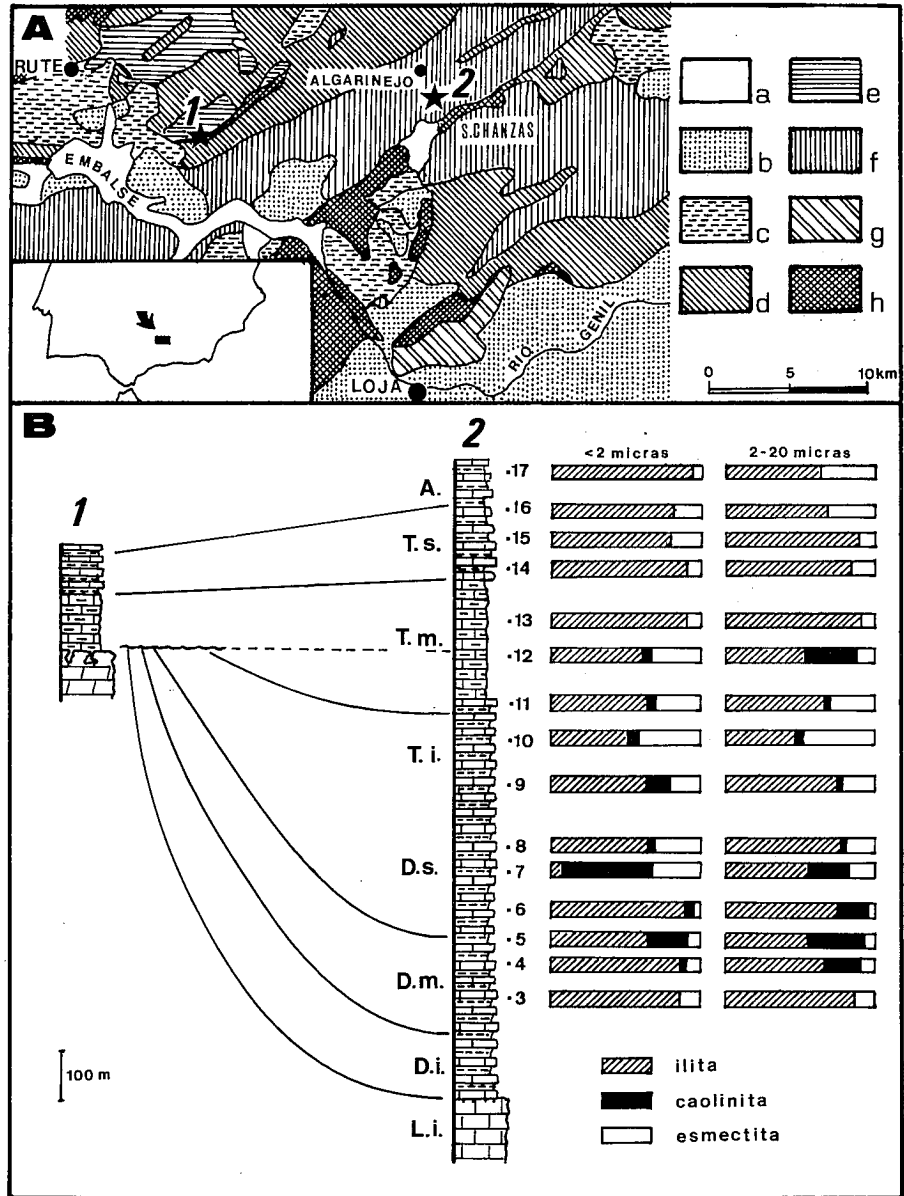 A
RUTE
ALGARINEJO
1
2
S.CHANZAS
EMBALSE
RIO GENIL
LOJA
a
e
b
f
c
g
d
h
0 5 10km
B
1
2
<2 micras
2-20 micras
A.
T.s.
T.m.
T.i.
D.s.
D.m.
D.i.
L.i.
·17
·16
·15
·14
·13
·12
·11
·10
·9
·8
·7
·6
·5
·4
·3
100 m
ilita
caolinita
esmectita